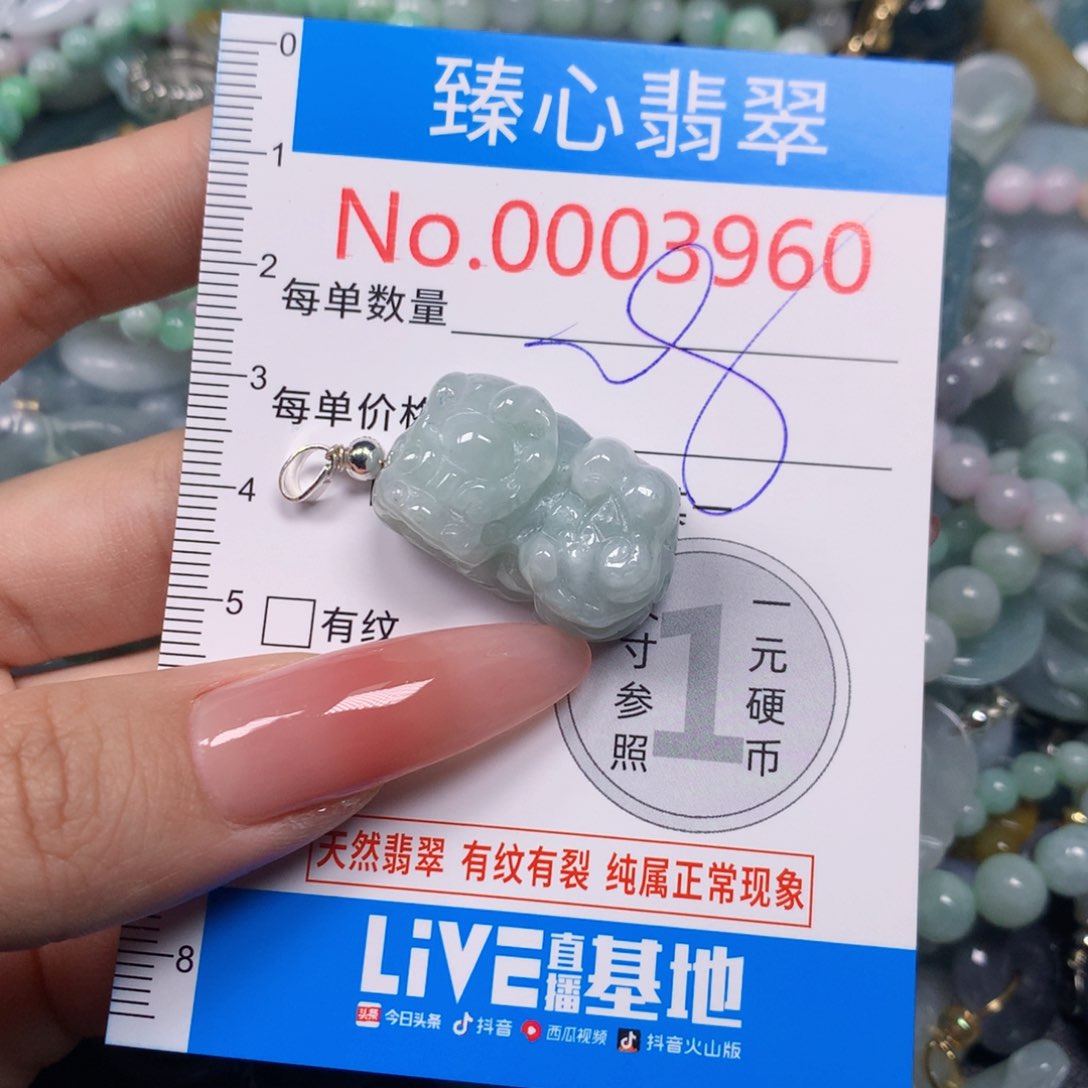 0
臻心翡翠
1
No.0003960
2
每单数量
3
每单价格
4
5
有纹
1
一元硬币
寸参照
天然翡翠 有纹有裂 纯属正常现象
LiVE直播基地
8
头条 今日头条 抖音 西瓜视频 抖音火山版